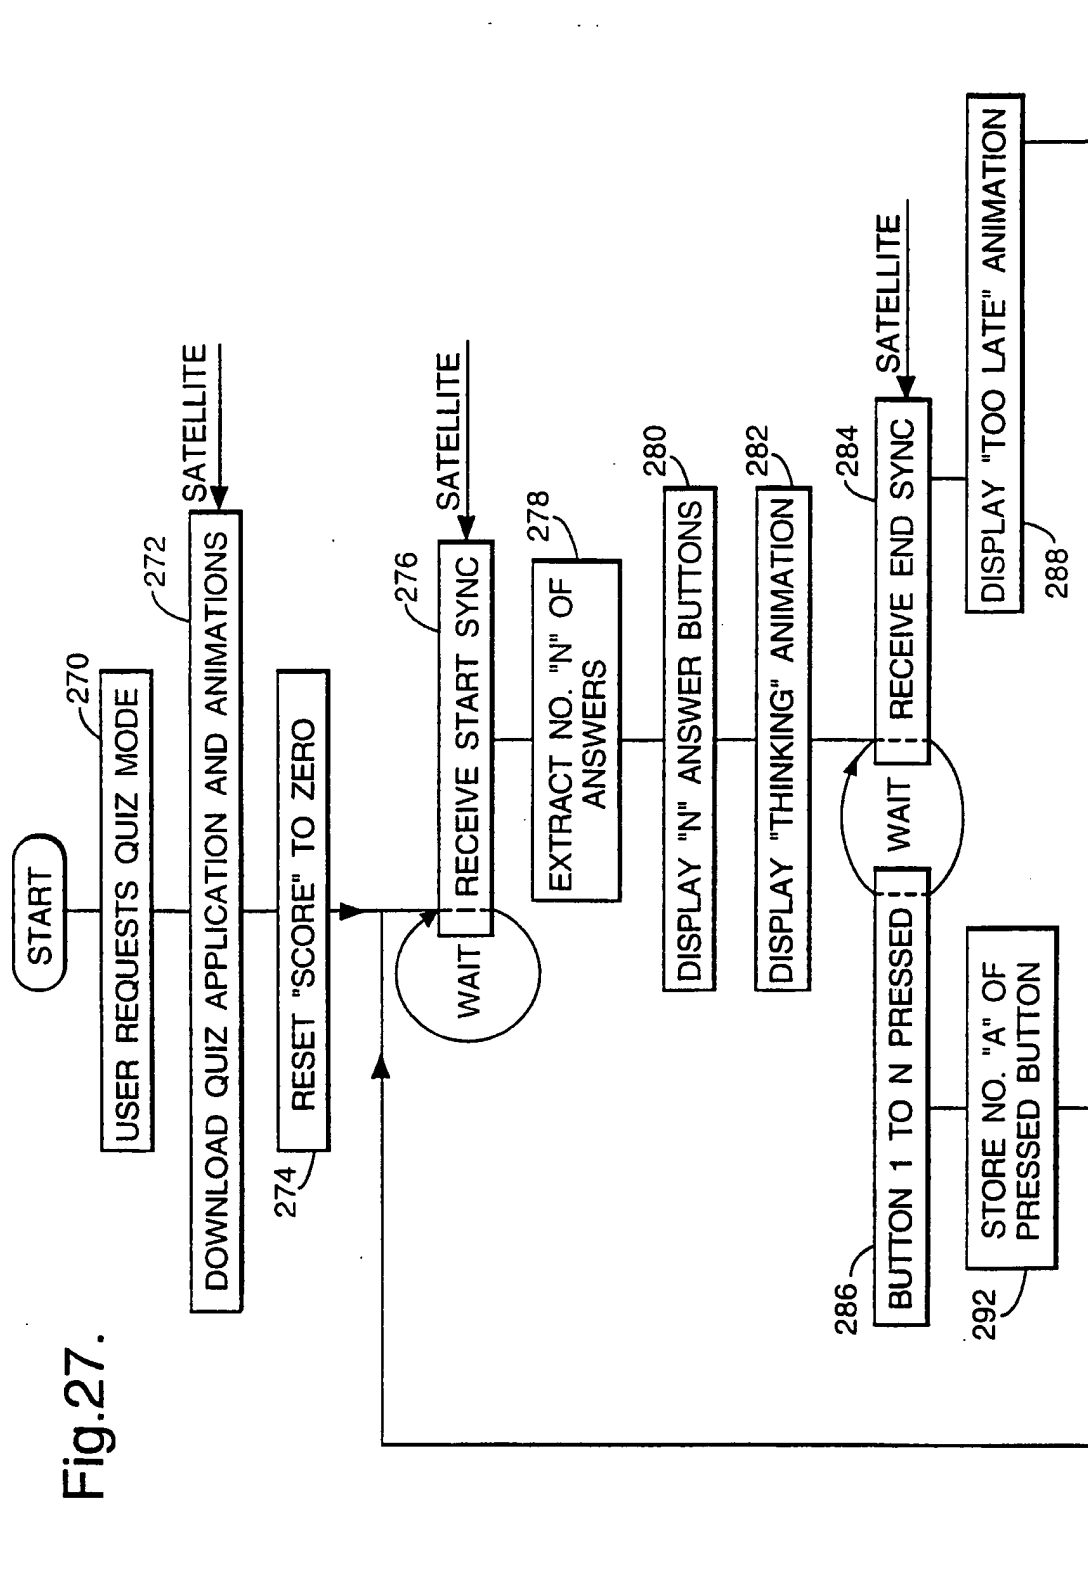 Fig.27.
START
270
USER REQUESTS QUIZ MODE
272
SATELLITE
DOWNLOAD QUIZ APPLICATION AND ANIMATIONS
274
RESET "SCORE" TO ZERO
276
SATELLITE
WAIT
RECEIVE START SYNC
278
EXTRACT NO. "N" OF
ANSWERS
280
DISPLAY "N" ANSWER BUTTONS
282
DISPLAY "THINKING" ANIMATION
286
284
SATELLITE
BUTTON 1 TO N PRESSED
WAIT
RECEIVE END SYNC
292
STORE NO. "A" OF
PRESSED BUTTON
DISPLAY "TOO LATE" ANIMATION
288